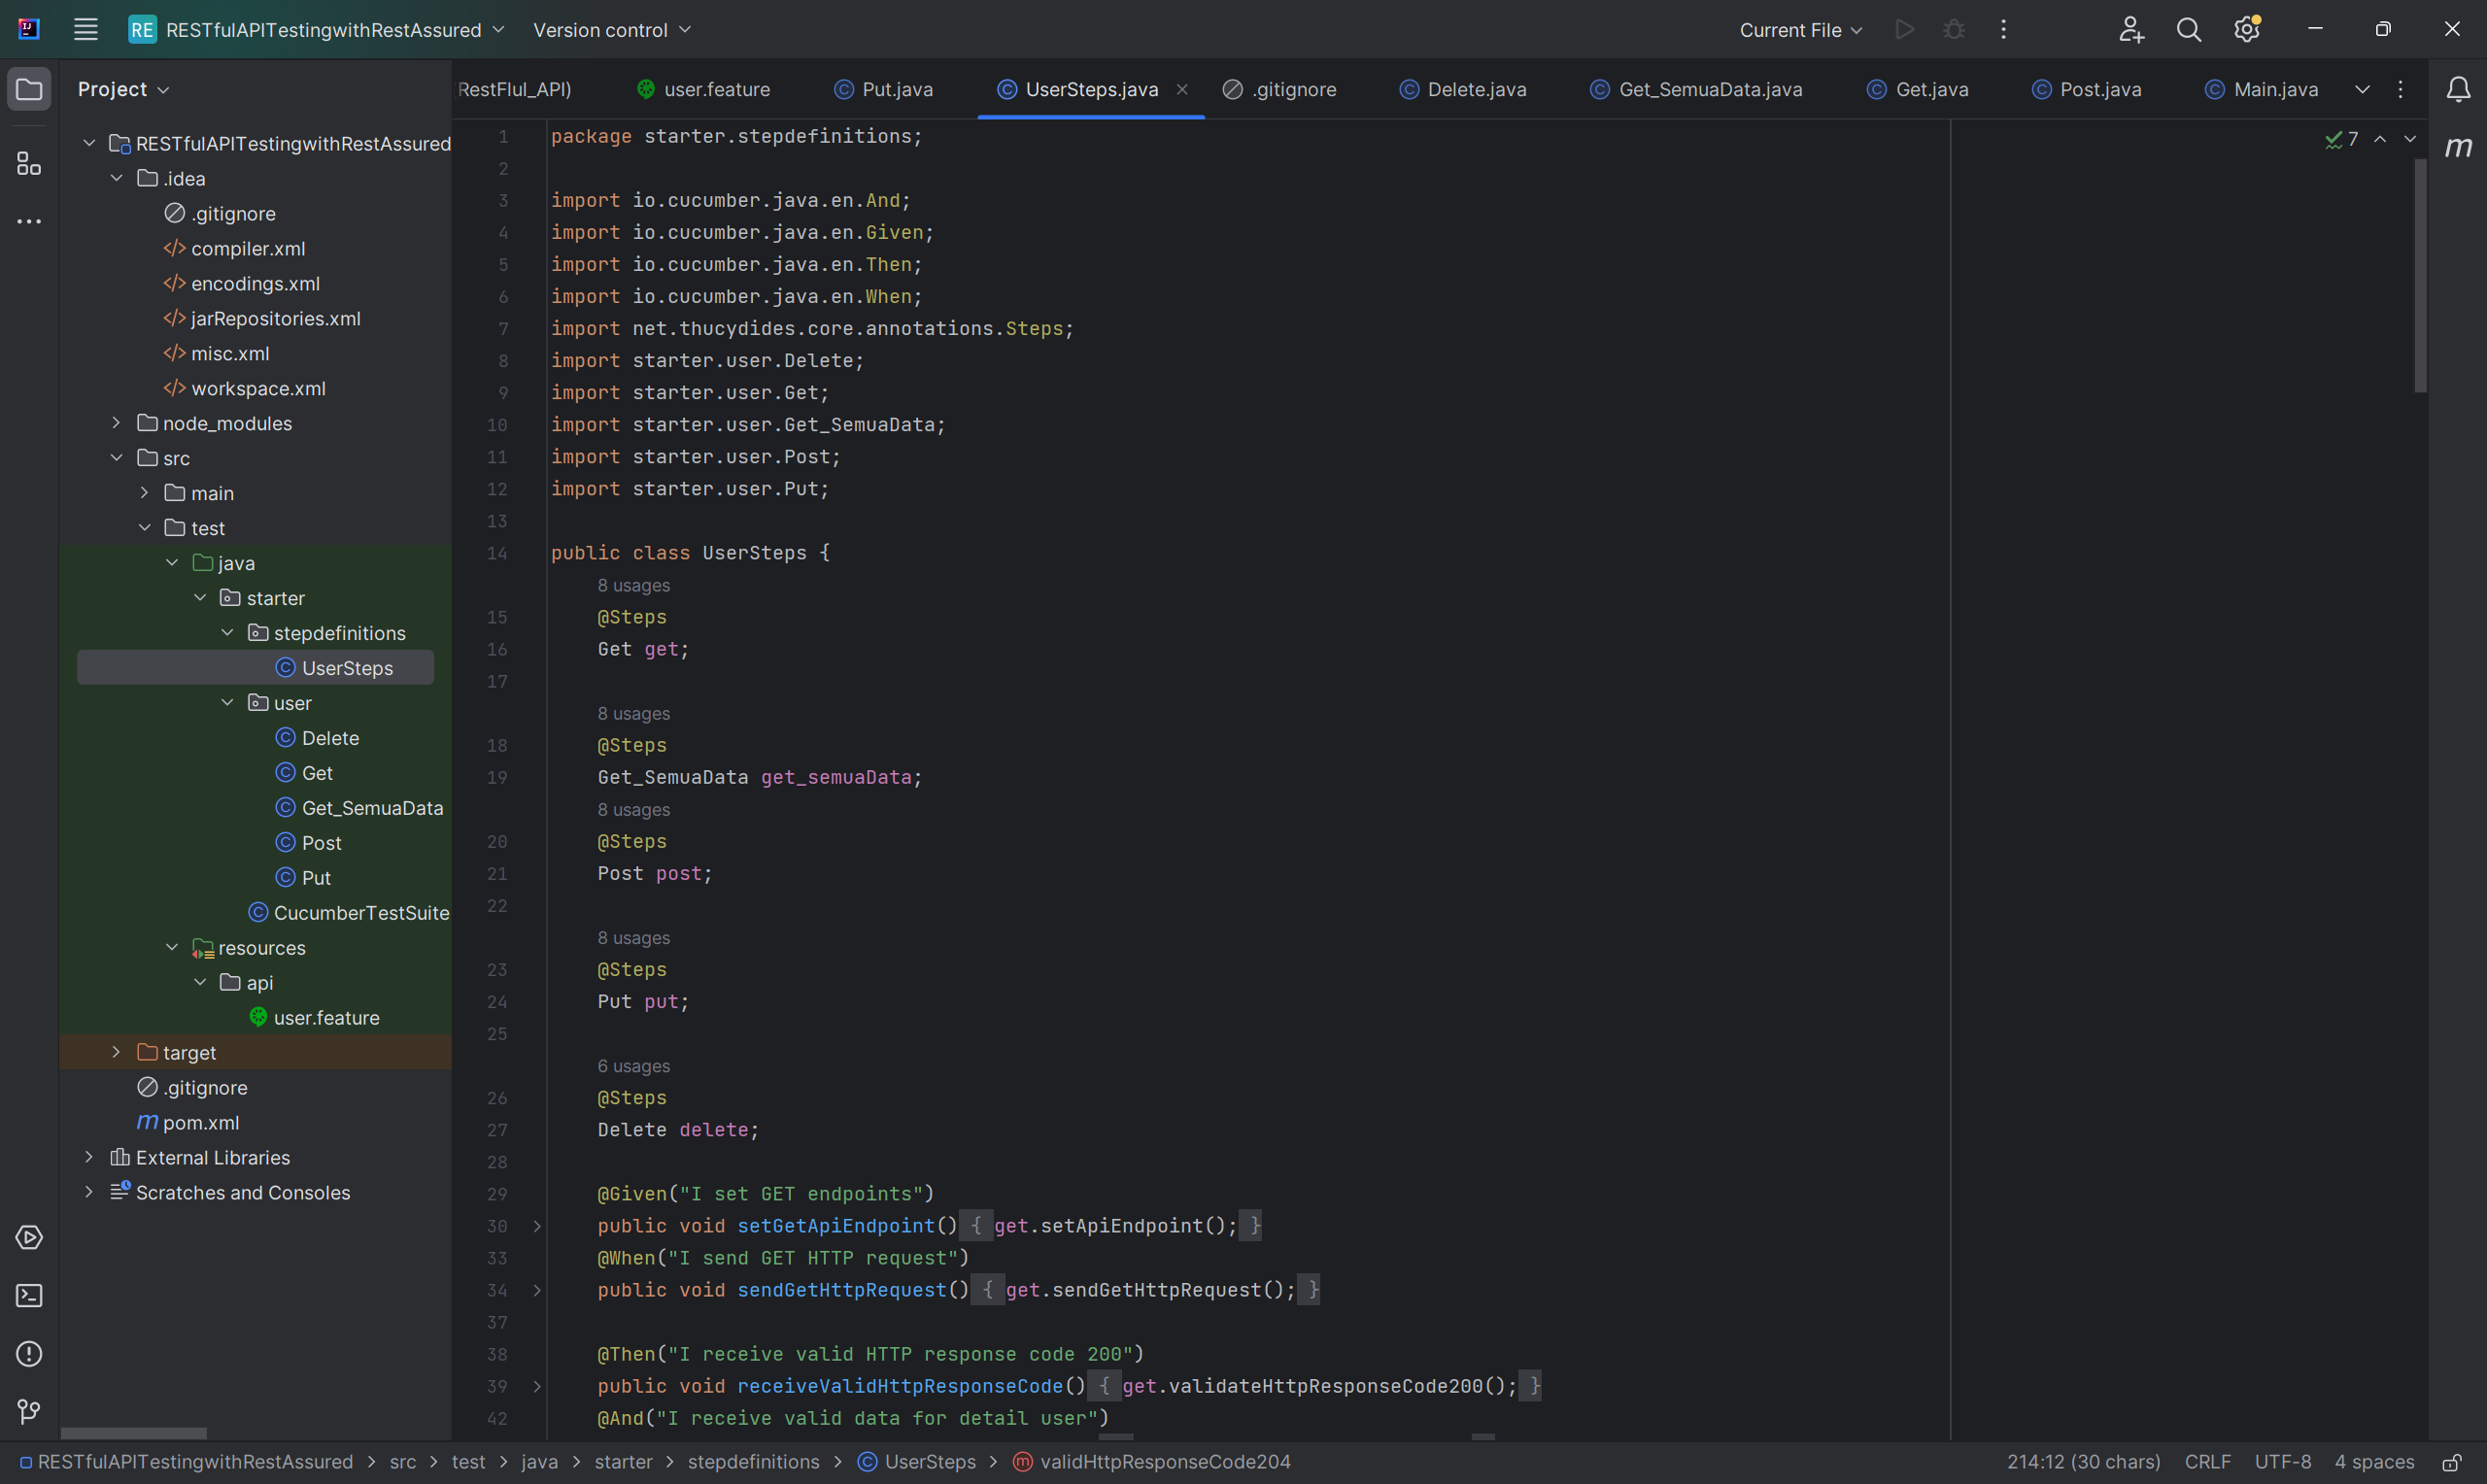 RE RESTfulAPITestingwithRestAssured Version control Current File
Project
RESTfulAPITestingwithRestAssured
.idea
.gitignore
compiler.xml
encodings.xml
jarRepositories.xml
misc.xml
workspace.xml
node_modules
src
main
test
java
starter
stepdefinitions
UserSteps
user
Delete
Get
Get_SemuaData
Post
Put
CucumberTestSuite
resources
api
user.feature
target
.gitignore
pom.xml
External Libraries
Scratches and Consoles
RestFlul_API) user.feature Put.java UserSteps.java .gitignore Delete.java Get_SemuaData.java Get.java Post.java Main.java
7
1 package starter.stepdefinitions;
2
3 import io.cucumber.java.en.And;
4 import io.cucumber.java.en.Given;
5 import io.cucumber.java.en.Then;
6 import io.cucumber.java.en.When;
7 import net.thucydides.core.annotations.Steps;
8 import starter.user.Delete;
9 import starter.user.Get;
10 import starter.user.Get_SemuaData;
11 import starter.user.Post;
12 import starter.user.Put;
13
14 public class UserSteps {
8 usages
15 @Steps
16 Get get;
17
8 usages
18 @Steps
19 Get_SemuaData get_semuaData;
8 usages
20 @Steps
21 Post post;
22
8 usages
23 @Steps
24 Put put;
25
6 usages
26 @Steps
27 Delete delete;
28
29 @Given("I set GET endpoints")
30 public void setGetApiEndpoint() { get.setApiEndpoint(); }
33 @When("I send GET HTTP request")
34 public void sendGetHttpRequest() { get.sendGetHttpRequest(); }
37
38 @Then("I receive valid HTTP response code 200")
39 public void receiveValidHttpResponseCode() { get.validateHttpResponseCode200(); }
42 @And("I receive valid data for detail user")
RESTfulAPITestingwithRestAssured > src > test > java > starter > stepdefinitions > UserSteps > validHttpResponseCode204 214:12 (30 chars) CRLF UTF-8 4 spaces